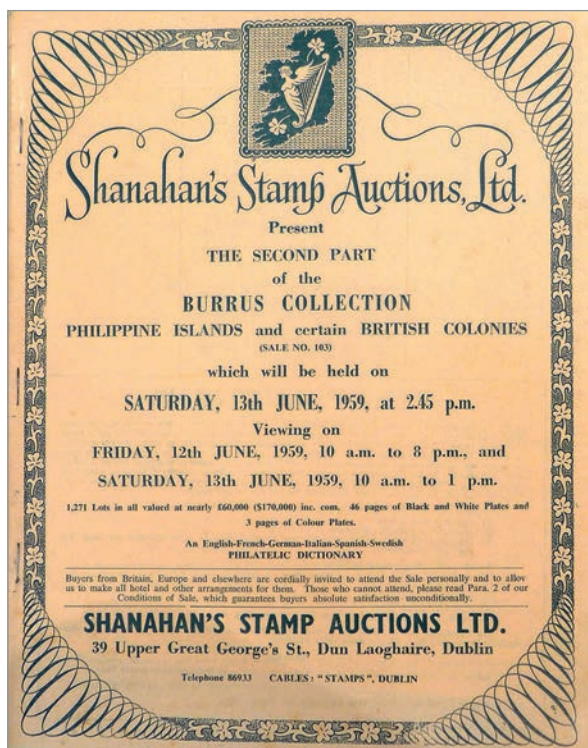 Shanahan's Stamp Auctions, Ltd.
Present
THE SECOND PART
of the
BURRUS COLLECTION
PHILIPPINE ISLANDS and certain BRITISH COLONIES
(SALE NO. 103)
which will be held on
SATURDAY, 13th JUNE, 1959, at 2.45 p.m.
Viewing on
FRIDAY, 12th JUNE, 1959, 10 a.m. to 8 p.m., and
SATURDAY, 13th JUNE, 1959, 10 a.m. to 1 p.m.
1,271 Lots in all valued at nearly £60,000 ($170,000) inc. com. 46 pages of Black and White Plates and
3 pages of Colour Plates.
An English-French-German-Italian-Spanish-Swedish
PHILATELIC DICTIONARY
Buyers from Britain, Europe and elsewhere are cordially invited to attend the Sale personally and to allow
us to make all hotel and other arrangements for them. Those who cannot attend, please read Para. 2 of our
Conditions of Sale, which guarantees buyers absolute satisfaction unconditionally.
SHANAHAN'S STAMP AUCTIONS LTD.
39 Upper Great George's St., Dun Laoghaire, Dublin
Telephone 86933 CABLES: "STAMPS", DUBLIN